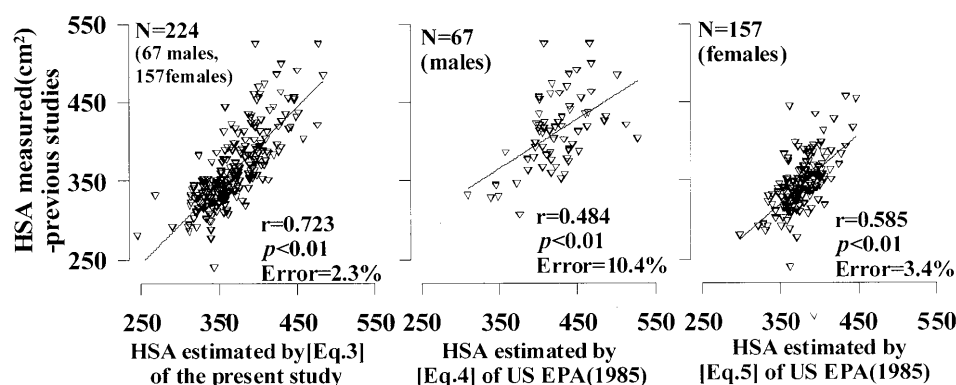 HSA measured(cm²)
-previous studies
550
450
350
250
N=224
(67 males,
157females)
r=0.723
p<0.01
Error=2.3%
250 350 450 550
HSA estimated by[Eq.3]
of the present study
N=67
(males)
r=0.484
p<0.01
Error=10.4%
250 350 450 550
HSA estimated by
[Eq.4] of US EPA(1985)
N=157
(females)
r=0.585
p<0.01
Error=3.4%
250 350 450 550
HSA estimated by
[Eq.5] of US EPA(1985)